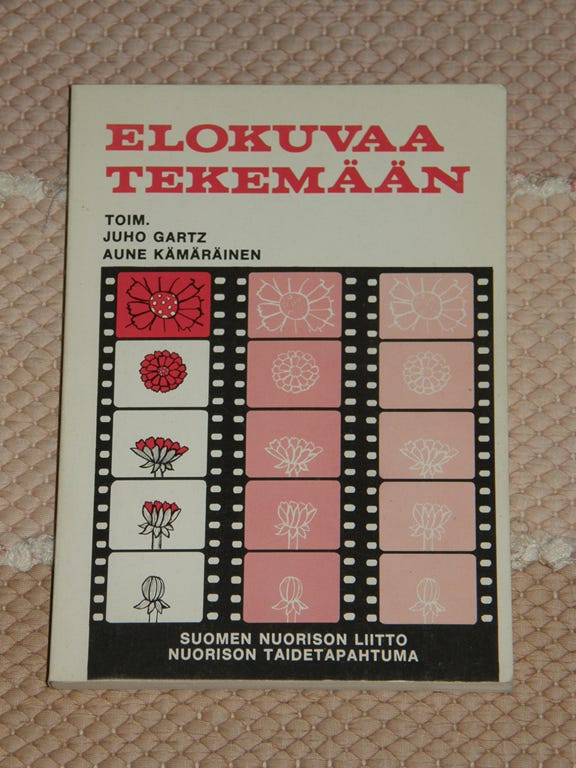 ELOKUVAA
TEKEMÄÄN
TOIM.
JUHO GARTZ
AUNE KÄMÄRÄINEN
SUOMEN NUORISON LIITTO
NUORISON TAIDETAPAHTUMA